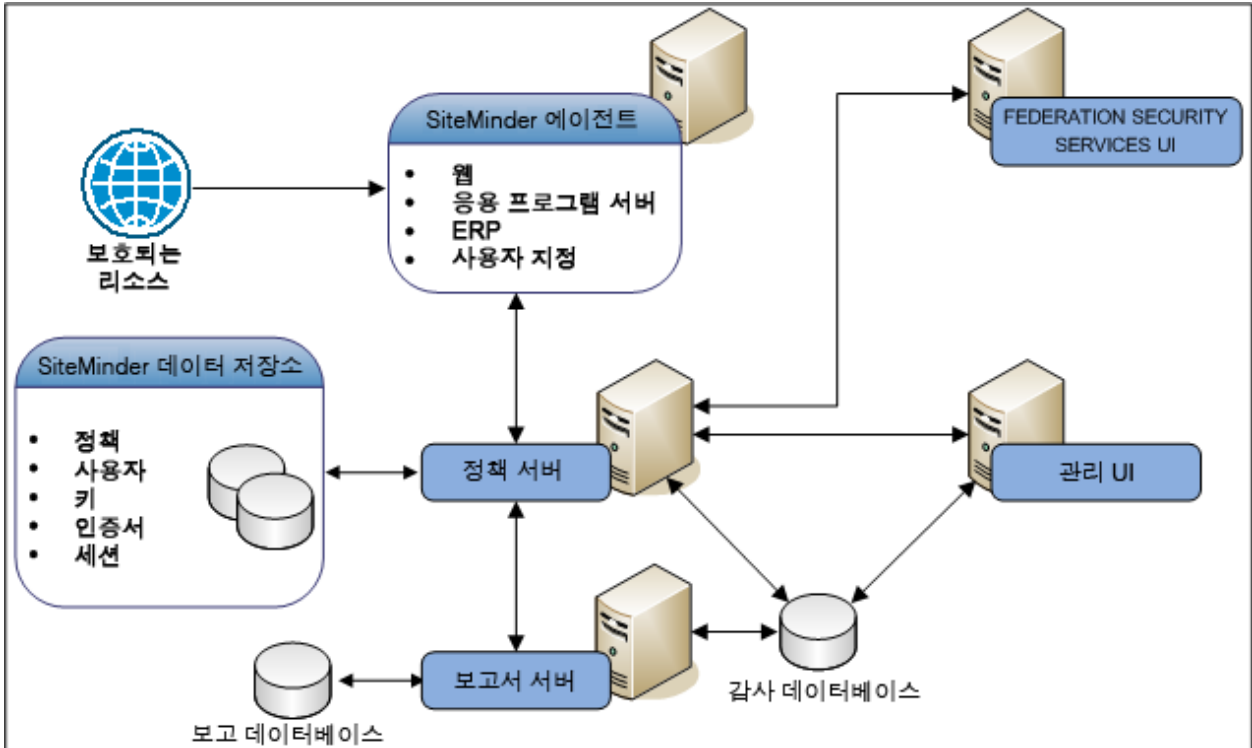 SiteMinder 에이전트
• 웹
• 응용 프로그램 서버
• ERP
• 사용자 지정
FEDERATION SECURITY
SERVICES UI
보호되는
리소스
SiteMinder 데이터 저장소
• 정책
• 사용자
• 키
• 인증서
• 세션
정책 서버
관리 UI
보고서 서버
감사 데이터베이스
보고 데이터베이스